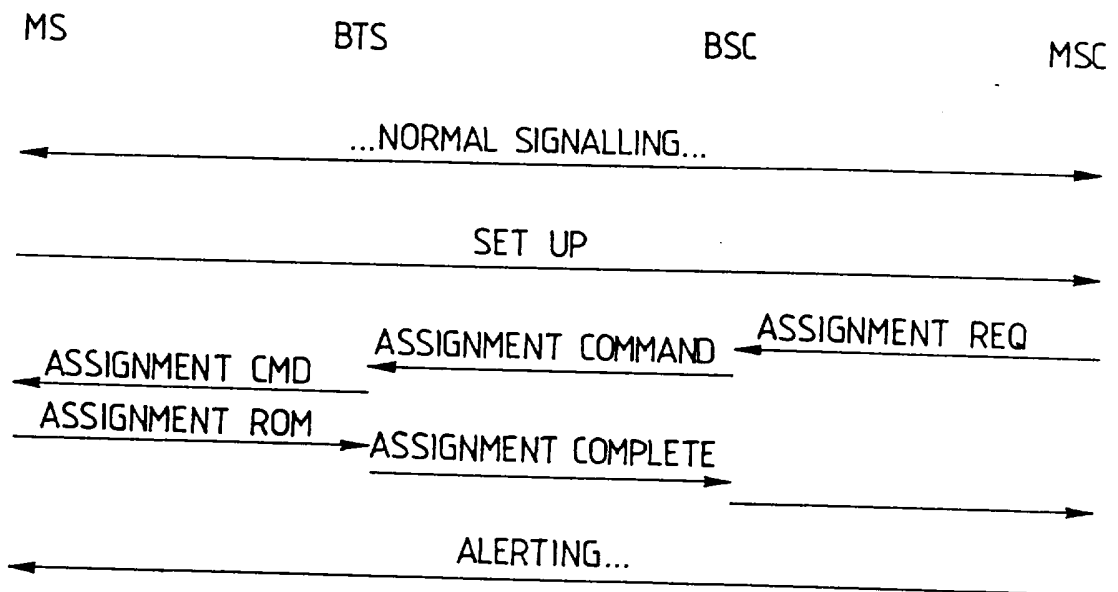 MS BTS BSC MSC
...NORMAL SIGNALLING...
SET UP
ASSIGNMENT REQ
ASSIGNMENT COMMAND
ASSIGNMENT CMD
ASSIGNMENT ROM
ASSIGNMENT COMPLETE
ALERTING...